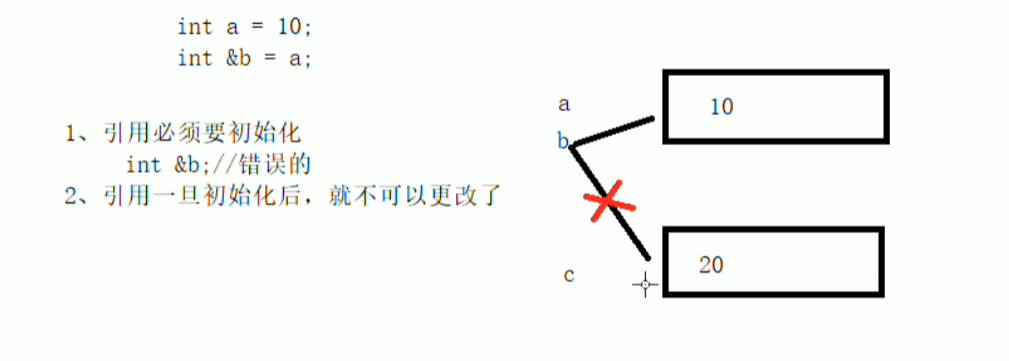 int a = 10;
int &b = a;
1、引用必须要初始化
int &b;//错误的
2、引用一旦初始化后，就不可以更改了
a
10
b
c
20